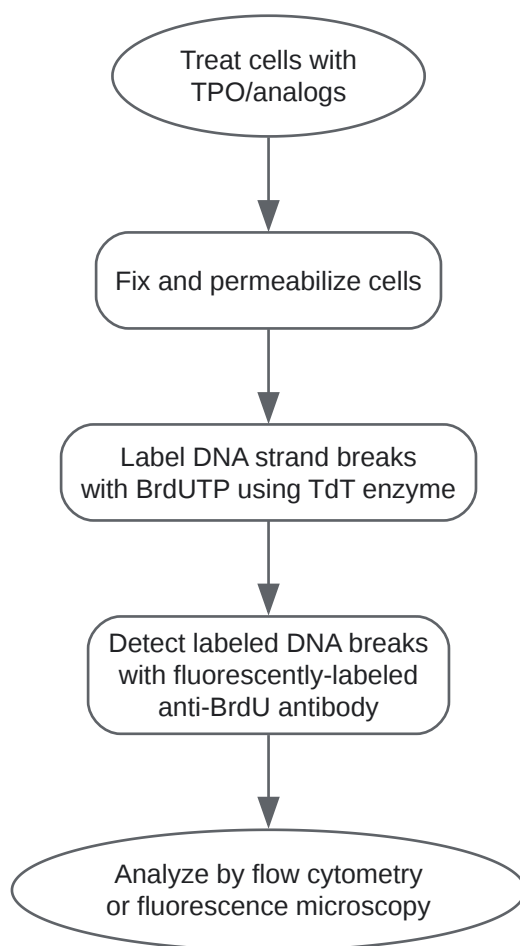 Treat cells with
TPO/analogs
Fix and permeabilize cells
Label DNA strand breaks
with BrdUTP using TdT enzyme
Detect labeled DNA breaks
with fluorescently-labeled
anti-BrdU antibody
Analyze by flow cytometry
or fluorescence microscopy